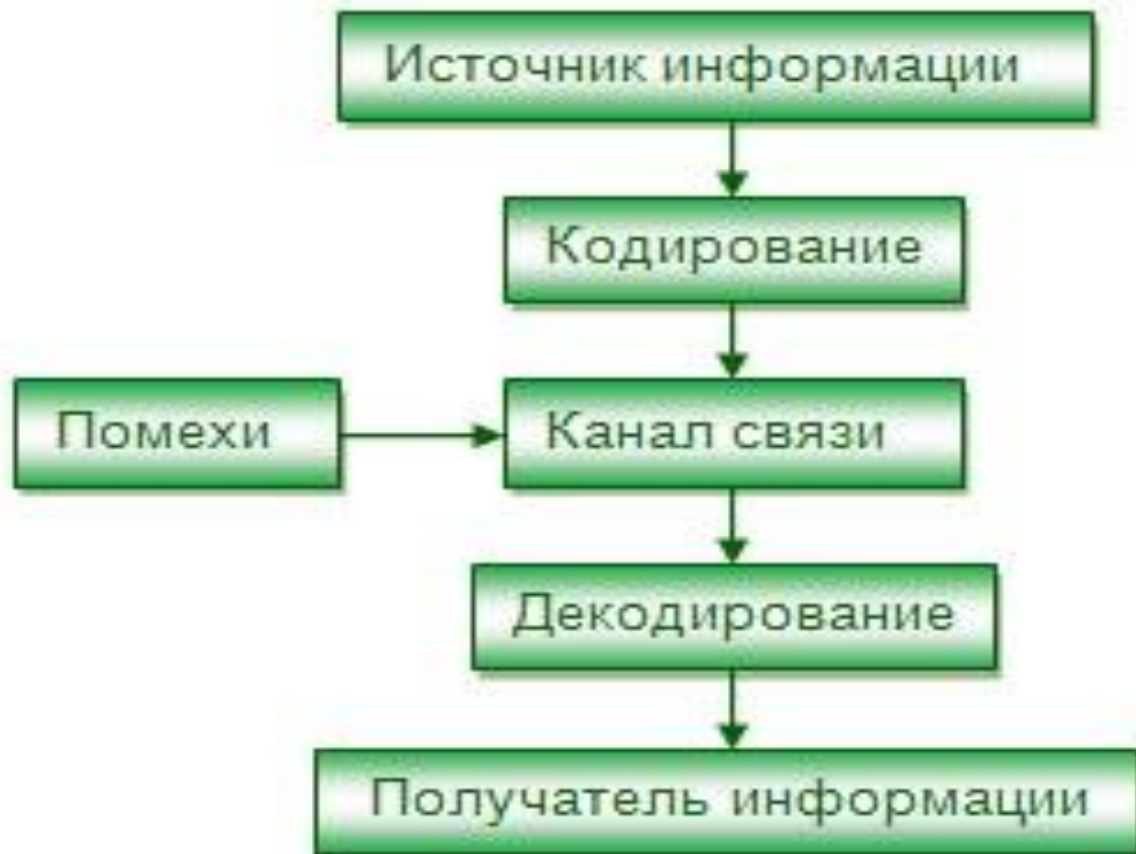 Источник информации
Кодирование
Помехи
Канал связи
Декодирование
Получатель информации